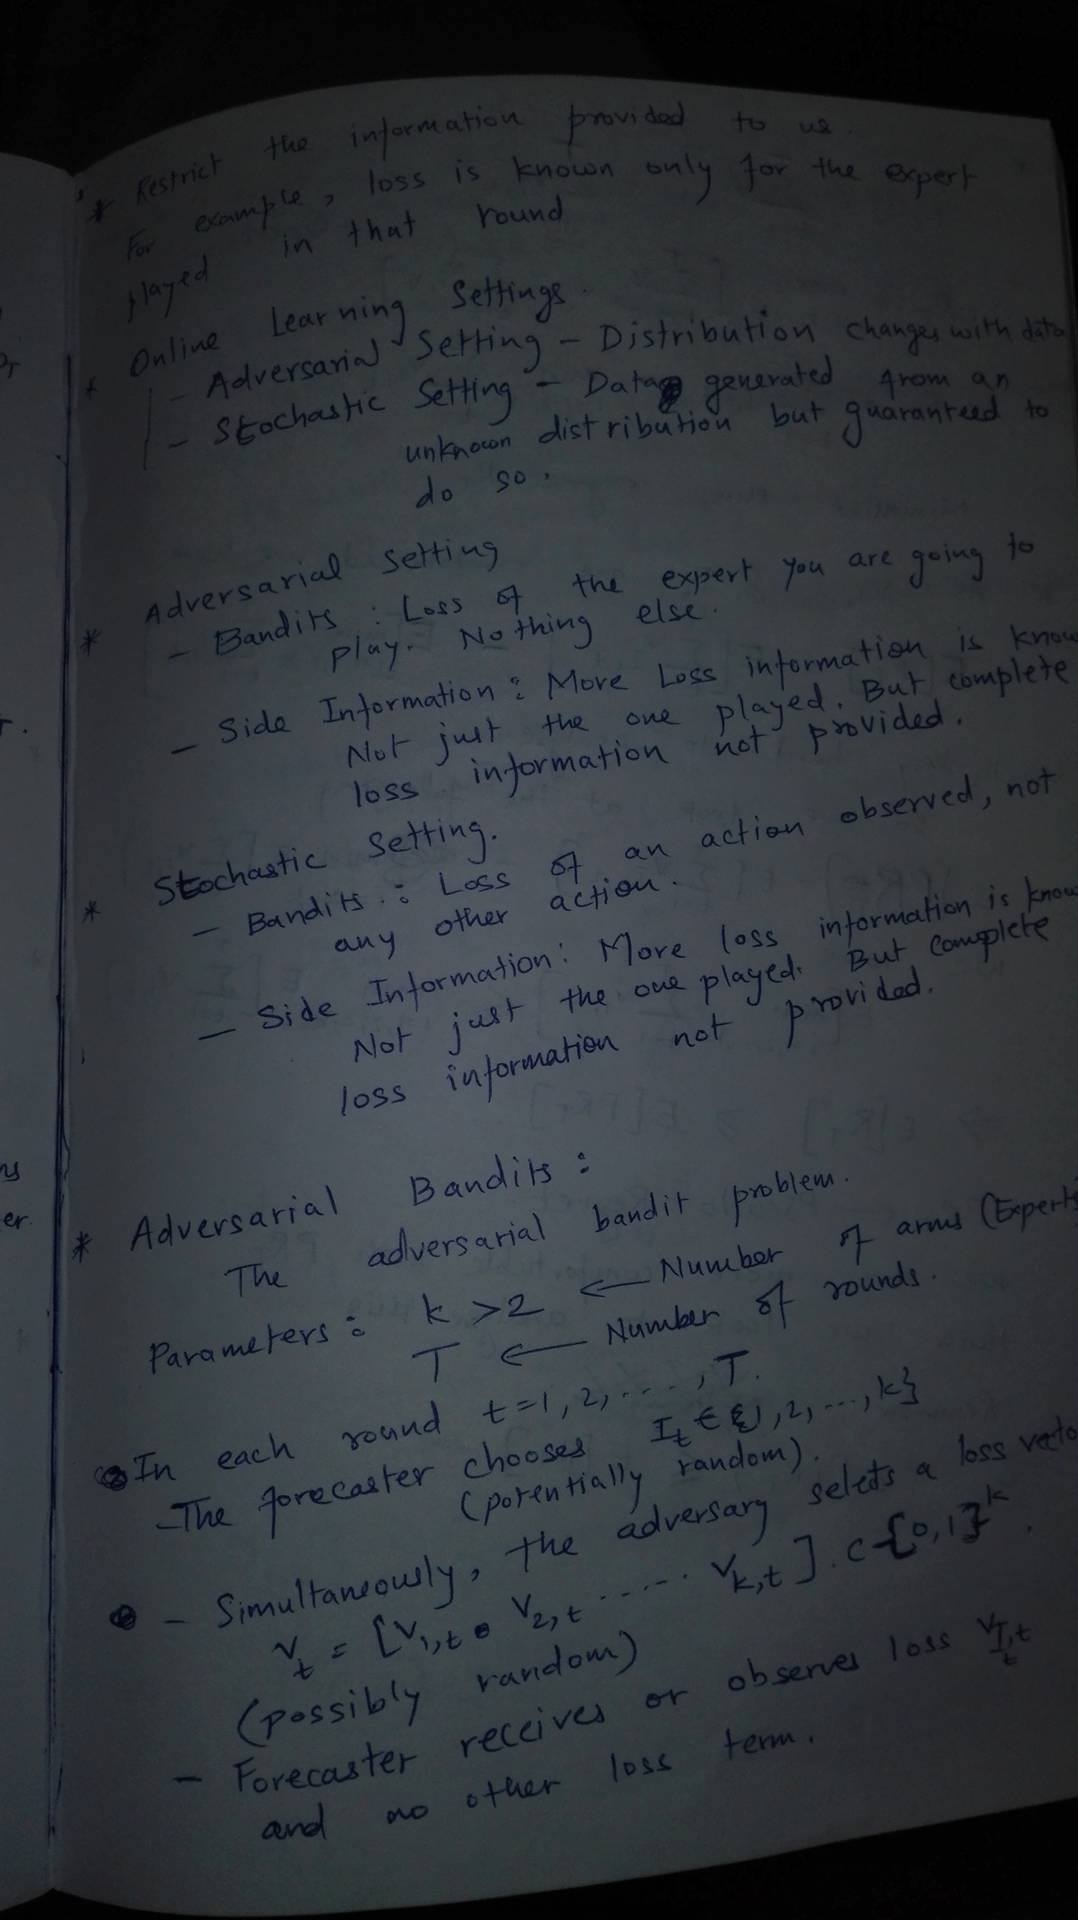 * Restrict the information provided to us.
For example, loss is known only for the expert
played in that round
* Online Learning Settings.
- Adversarial Setting - Distribution changes with data
- Stochastic Setting - Data generated from an
unknown distribution but guaranteed to
do so.
* Adversarial Setting
- Bandits : Loss of the expert you are going to
play. Nothing else.
- Side Information : More Loss information is know
Not just the one played. But complete
loss information not provided.
* Stochastic Setting.
- Bandits : Loss of an action observed, not
any other action.
- Side Information : More loss information is know
Not just the one played. But complete
loss information not provided.
* Adversarial Bandits :
The adversarial bandit problem.
Parameters : k > 2 ← Number of arms (Experts
T ← Number of rounds.
In each round t = 1, 2, ...., T.
- The forecaster chooses I_t ∈ {1, 2, ..., k}
(potentially random).
- Simultaneously, the adversary selects a loss vecto
V_t = [V_{1,t} V_{2,t} ...... V_{k,t}] . C {0, 1}^k .
(possibly random)
- Forecaster receives or observes loss V_{I_t,t}
and no other loss term.